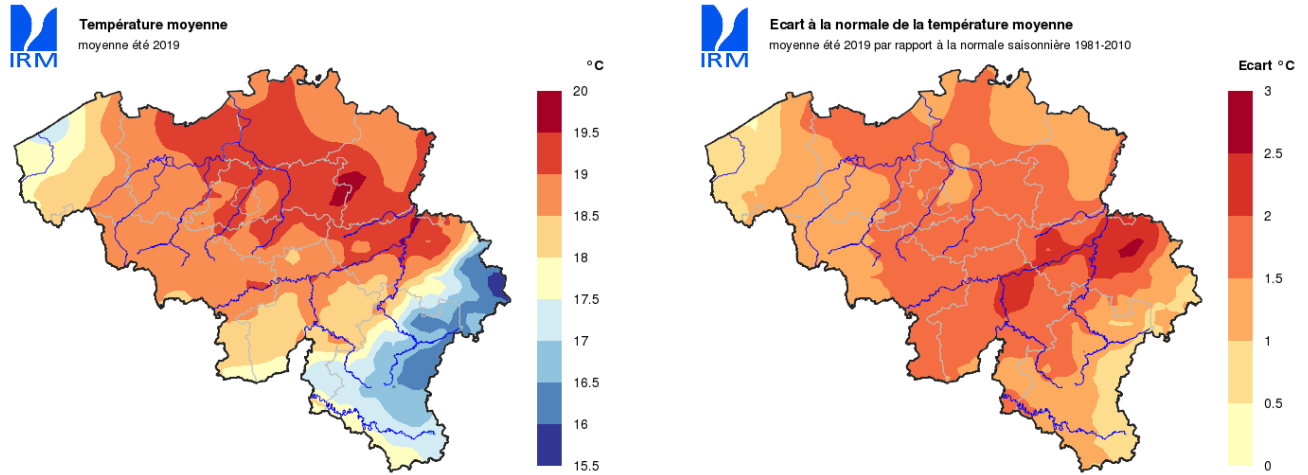 Température moyenne
moyenne été 2019
IRM
°C
20
19.5
19
18.5
18
17.5
17
16.5
16
15.5
Ecart à la normale de la température moyenne
moyenne été 2019 par rapport à la normale saisonnière 1981-2010
IRM
Ecart °C
3
2.5
2
1.5
1
0.5
0